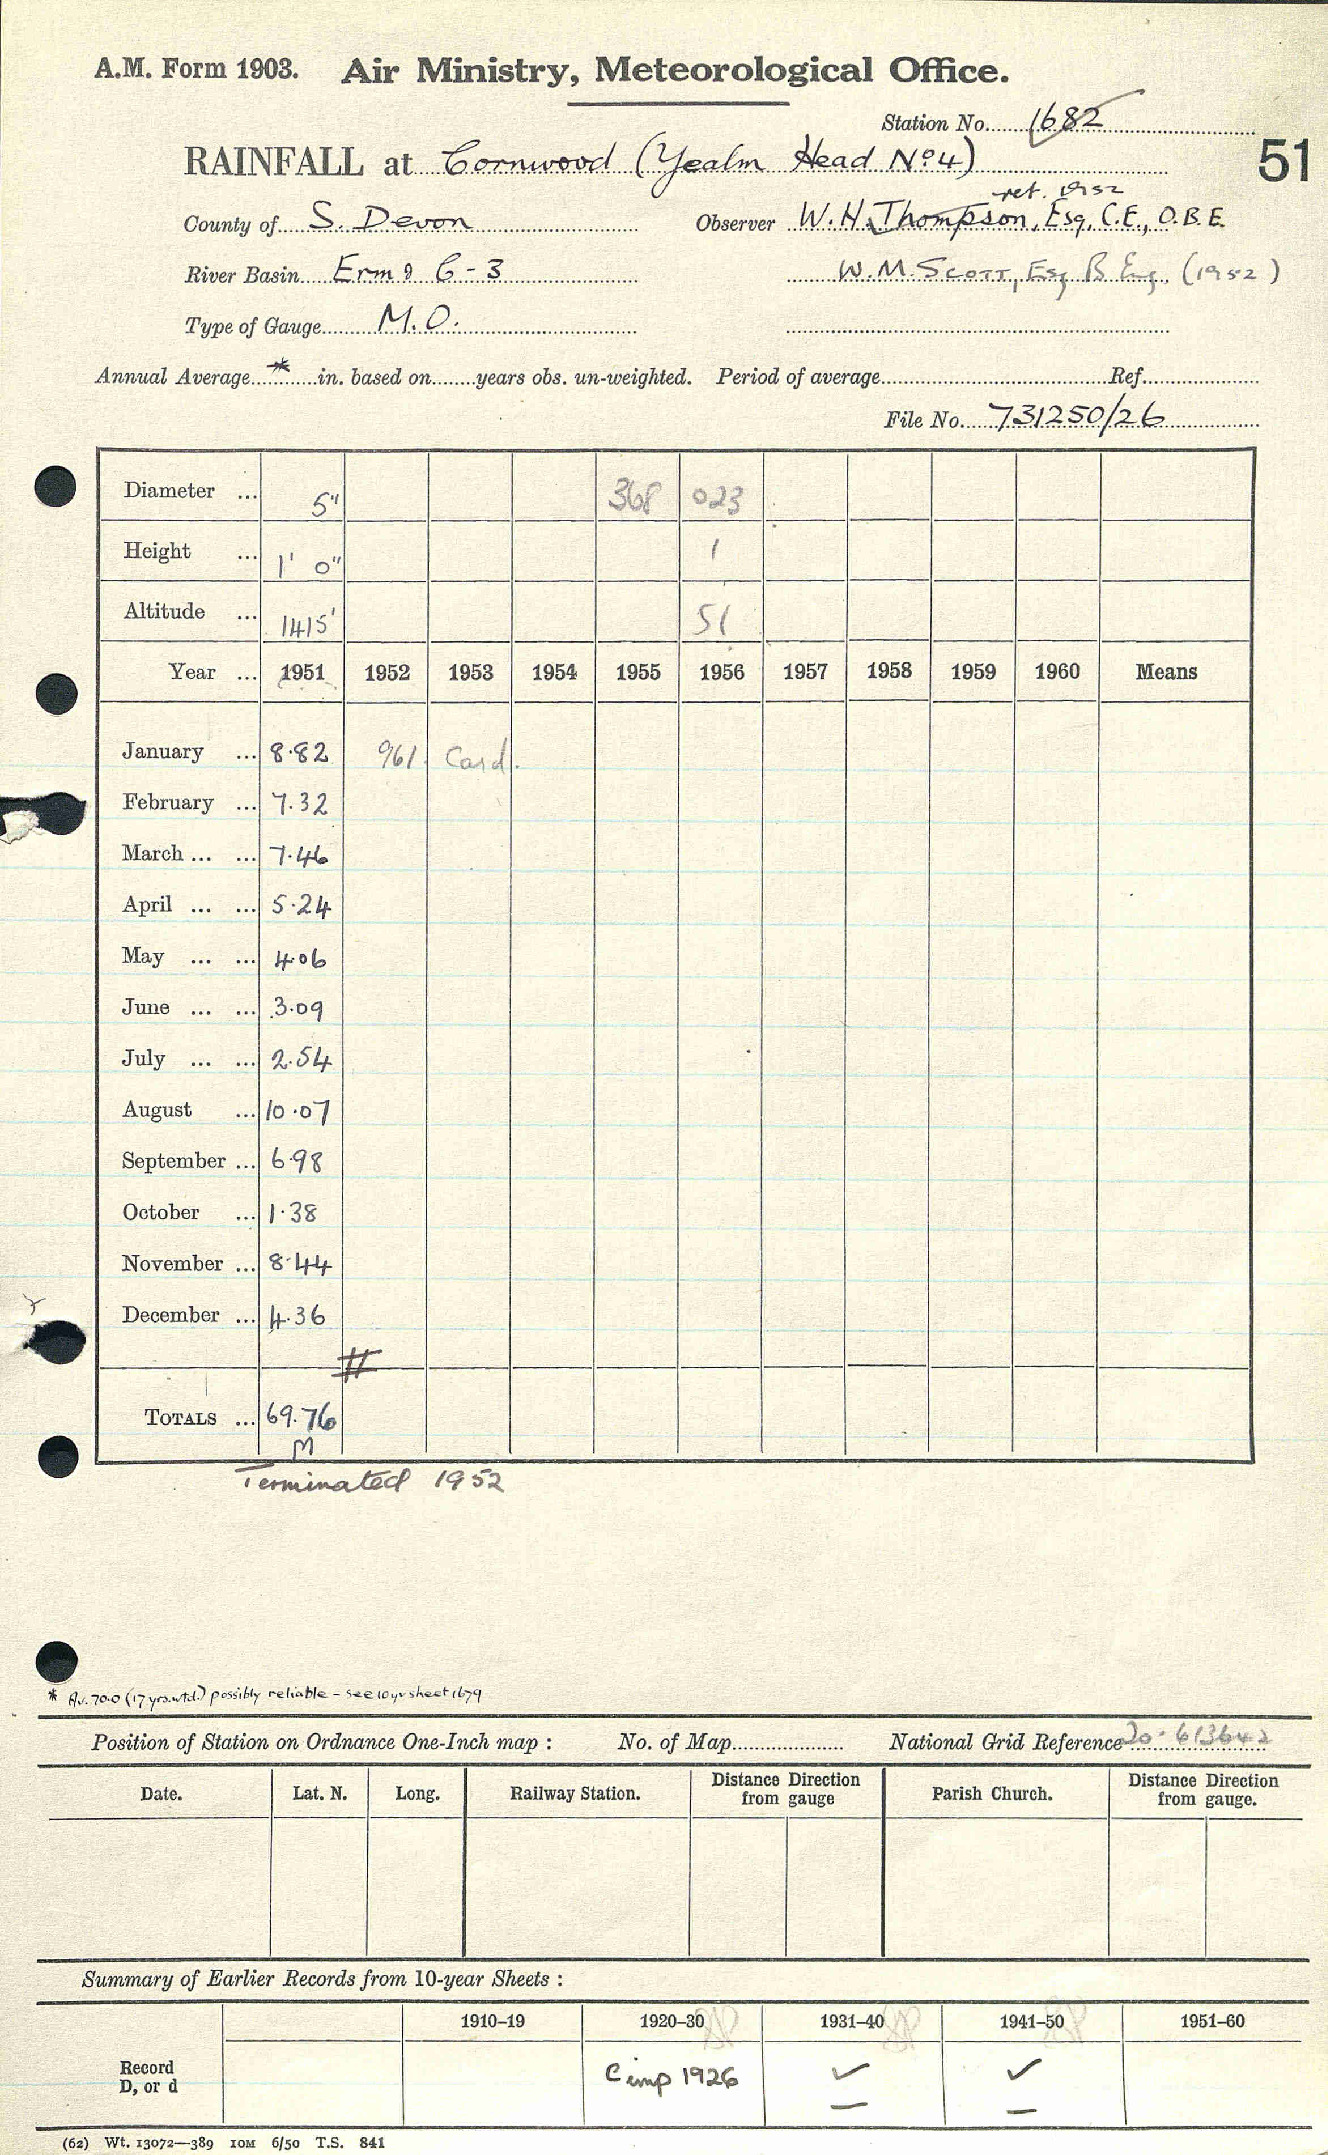 A.M. Form 1903. Air Ministry, Meteorological Office.
Station No. 1682
RAINFALL at Cornwood (Yealm Head No 4)
51
ret. 1952
County of S. Devon Observer W.H. Thompson, Esq, C.E., O.B.E.
River Basin Erme 6-3 W.M. SCOTT, Esq B Eng, (1952)
Type of Gauge M.O.
Annual Average * in. based on years obs. un-weighted. Period of average Ref.
File No. 731250/26
Diameter ... 5" 368 023
Height ... 1' 0" 1
Altitude ... 1415' 51
Year ... 1951 1952 1953 1954 1955 1956 1957 1958 1959 1960 Means
January ... 8.82 961 Card.
February ... 7.32
March ... ... 7.46
April ... ... 5.24
May ... ... 4.06
June ... ... 3.09
July ... ... 2.54
August ... 10.07
September ... 6.98
October ... 1.38
November ... 8.44
December ... 4.36
#
TOTALS ... 69.76
M
Terminated 1952
* Av. 70.0 (17 yrs. wtd.) possibly reliable - see 10 yr sheet 1679
Position of Station on Ordnance One-Inch map : No. of Map National Grid Reference 20. 613642
Date. Lat. N. Long. Railway Station. Distance Direction from gauge Parish Church. Distance Direction from gauge.
Summary of Earlier Records from 10-year Sheets :
1910–19 1920–30 1931–40 1941–50 1951–60
Record D, or d C imp 1926 ✓ ✓
(62) Wt. 13072—389 10M 6/50 T.S. 841